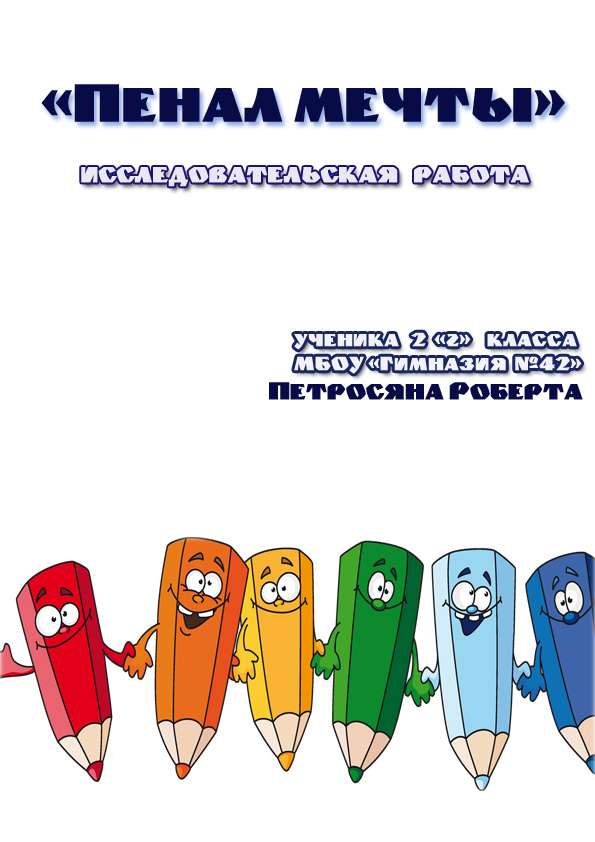 «Пенал мечты»
исследовательская работа
ученика 2 «г» класса
МБОУ «Гимназия №42»
Петросяна Роберта